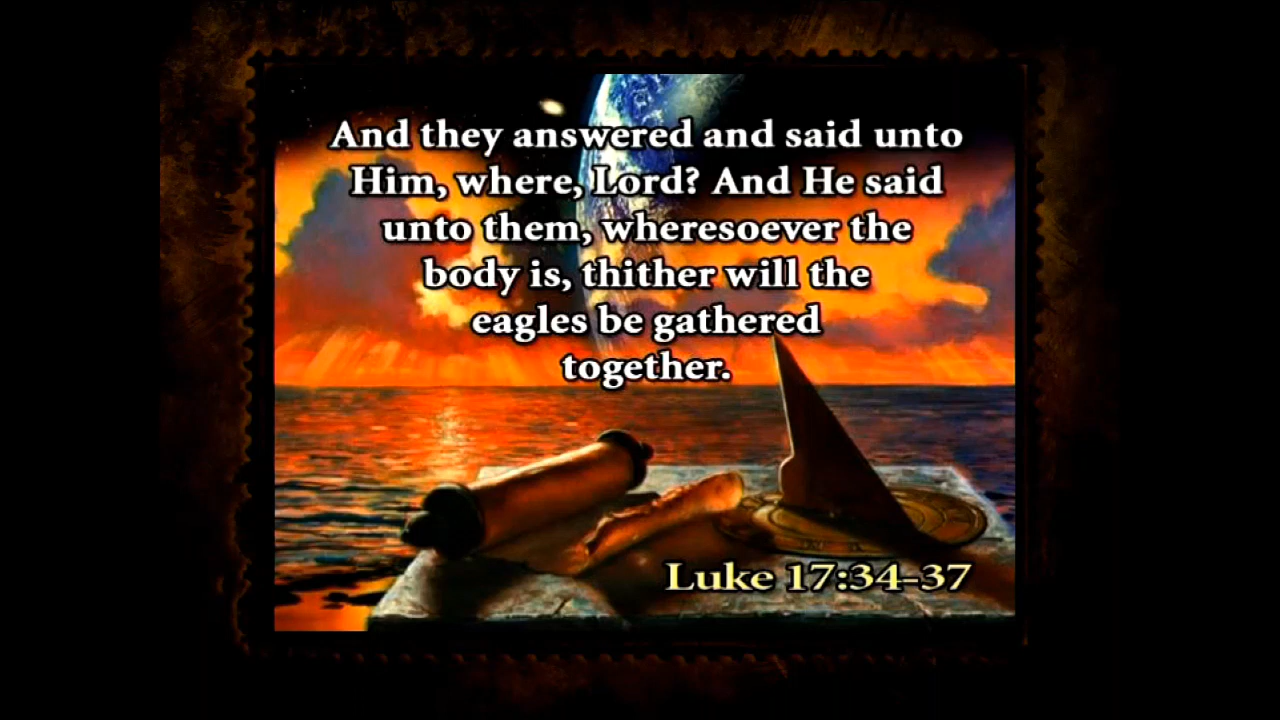 And they answered and said unto
Him, where, Lord? And He said
unto them, wheresoever the
body is, thither will the
eagles be gathered
together.
Luke 17:34-37